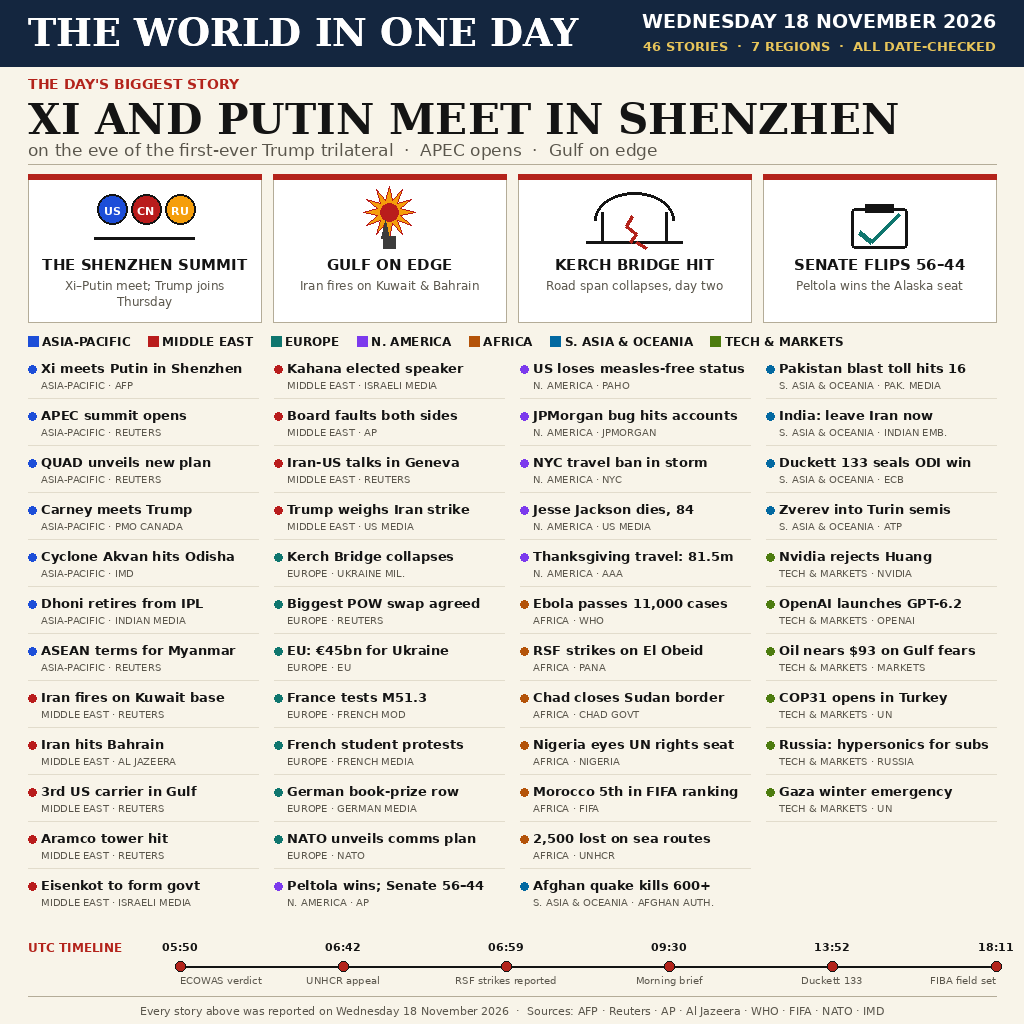 THE WORLD IN ONE DAY
WEDNESDAY 18 NOVEMBER 2026
46 STORIES · 7 REGIONS · ALL DATE-CHECKED
THE DAY'S BIGGEST STORY
XI AND PUTIN MEET IN SHENZHEN
on the eve of the first-ever Trump trilateral · APEC opens · Gulf on edge
US CN RU
THE SHENZHEN SUMMIT
Xi–Putin meet; Trump joins
Thursday
GULF ON EDGE
Iran fires on Kuwait & Bahrain
KERCH BRIDGE HIT
Road span collapses, day two
SENATE FLIPS 56–44
Peltola wins the Alaska seat
ASIA-PACIFIC MIDDLE EAST EUROPE N. AMERICA AFRICA S. ASIA & OCEANIA TECH & MARKETS
Xi meets Putin in Shenzhen
ASIA-PACIFIC · AFP
APEC summit opens
ASIA-PACIFIC · REUTERS
QUAD unveils new plan
ASIA-PACIFIC · REUTERS
Carney meets Trump
ASIA-PACIFIC · PMO CANADA
Cyclone Akvan hits Odisha
ASIA-PACIFIC · IMD
Dhoni retires from IPL
ASIA-PACIFIC · INDIAN MEDIA
ASEAN terms for Myanmar
ASIA-PACIFIC · REUTERS
Iran fires on Kuwait base
MIDDLE EAST · REUTERS
Iran hits Bahrain
MIDDLE EAST · AL JAZEERA
3rd US carrier in Gulf
MIDDLE EAST · REUTERS
Aramco tower hit
MIDDLE EAST · REUTERS
Eisenkot to form govt
MIDDLE EAST · ISRAELI MEDIA
Kahana elected speaker
MIDDLE EAST · ISRAELI MEDIA
Board faults both sides
MIDDLE EAST · AP
Iran-US talks in Geneva
MIDDLE EAST · REUTERS
Trump weighs Iran strike
MIDDLE EAST · US MEDIA
Kerch Bridge collapses
EUROPE · UKRAINE MIL.
Biggest POW swap agreed
EUROPE · REUTERS
EU: €45bn for Ukraine
EUROPE · EU
France tests M51.3
EUROPE · FRENCH MOD
French student protests
EUROPE · FRENCH MEDIA
German book-prize row
EUROPE · GERMAN MEDIA
NATO unveils comms plan
EUROPE · NATO
Peltola wins; Senate 56–44
N. AMERICA · AP
US loses measles-free status
N. AMERICA · PAHO
JPMorgan bug hits accounts
N. AMERICA · JPMORGAN
NYC travel ban in storm
N. AMERICA · NYC
Jesse Jackson dies, 84
N. AMERICA · US MEDIA
Thanksgiving travel: 81.5m
N. AMERICA · AAA
Ebola passes 11,000 cases
AFRICA · WHO
RSF strikes on El Obeid
AFRICA · PANA
Chad closes Sudan border
AFRICA · CHAD GOVT
Nigeria eyes UN rights seat
AFRICA · NIGERIA
Morocco 5th in FIFA ranking
AFRICA · FIFA
2,500 lost on sea routes
AFRICA · UNHCR
Afghan quake kills 600+
S. ASIA & OCEANIA · AFGHAN AUTH.
Pakistan blast toll hits 16
S. ASIA & OCEANIA · PAK. MEDIA
India: leave Iran now
S. ASIA & OCEANIA · INDIAN EMB.
Duckett 133 seals ODI win
S. ASIA & OCEANIA · ECB
Zverev into Turin semis
S. ASIA & OCEANIA · ATP
Nvidia rejects Huang
TECH & MARKETS · NVIDIA
OpenAI launches GPT-6.2
TECH & MARKETS · OPENAI
Oil nears $93 on Gulf fears
TECH & MARKETS · MARKETS
COP31 opens in Turkey
TECH & MARKETS · UN
Russia: hypersonics for subs
TECH & MARKETS · RUSSIA
Gaza winter emergency
TECH & MARKETS · UN
UTC TIMELINE
05:50 06:42 06:59 09:30 13:52 18:11
ECOWAS verdict UNHCR appeal RSF strikes reported Morning brief Duckett 133 FIBA field set
Every story above was reported on Wednesday 18 November 2026 · Sources: AFP · Reuters · AP · Al Jazeera · WHO · FIFA · NATO · IMD